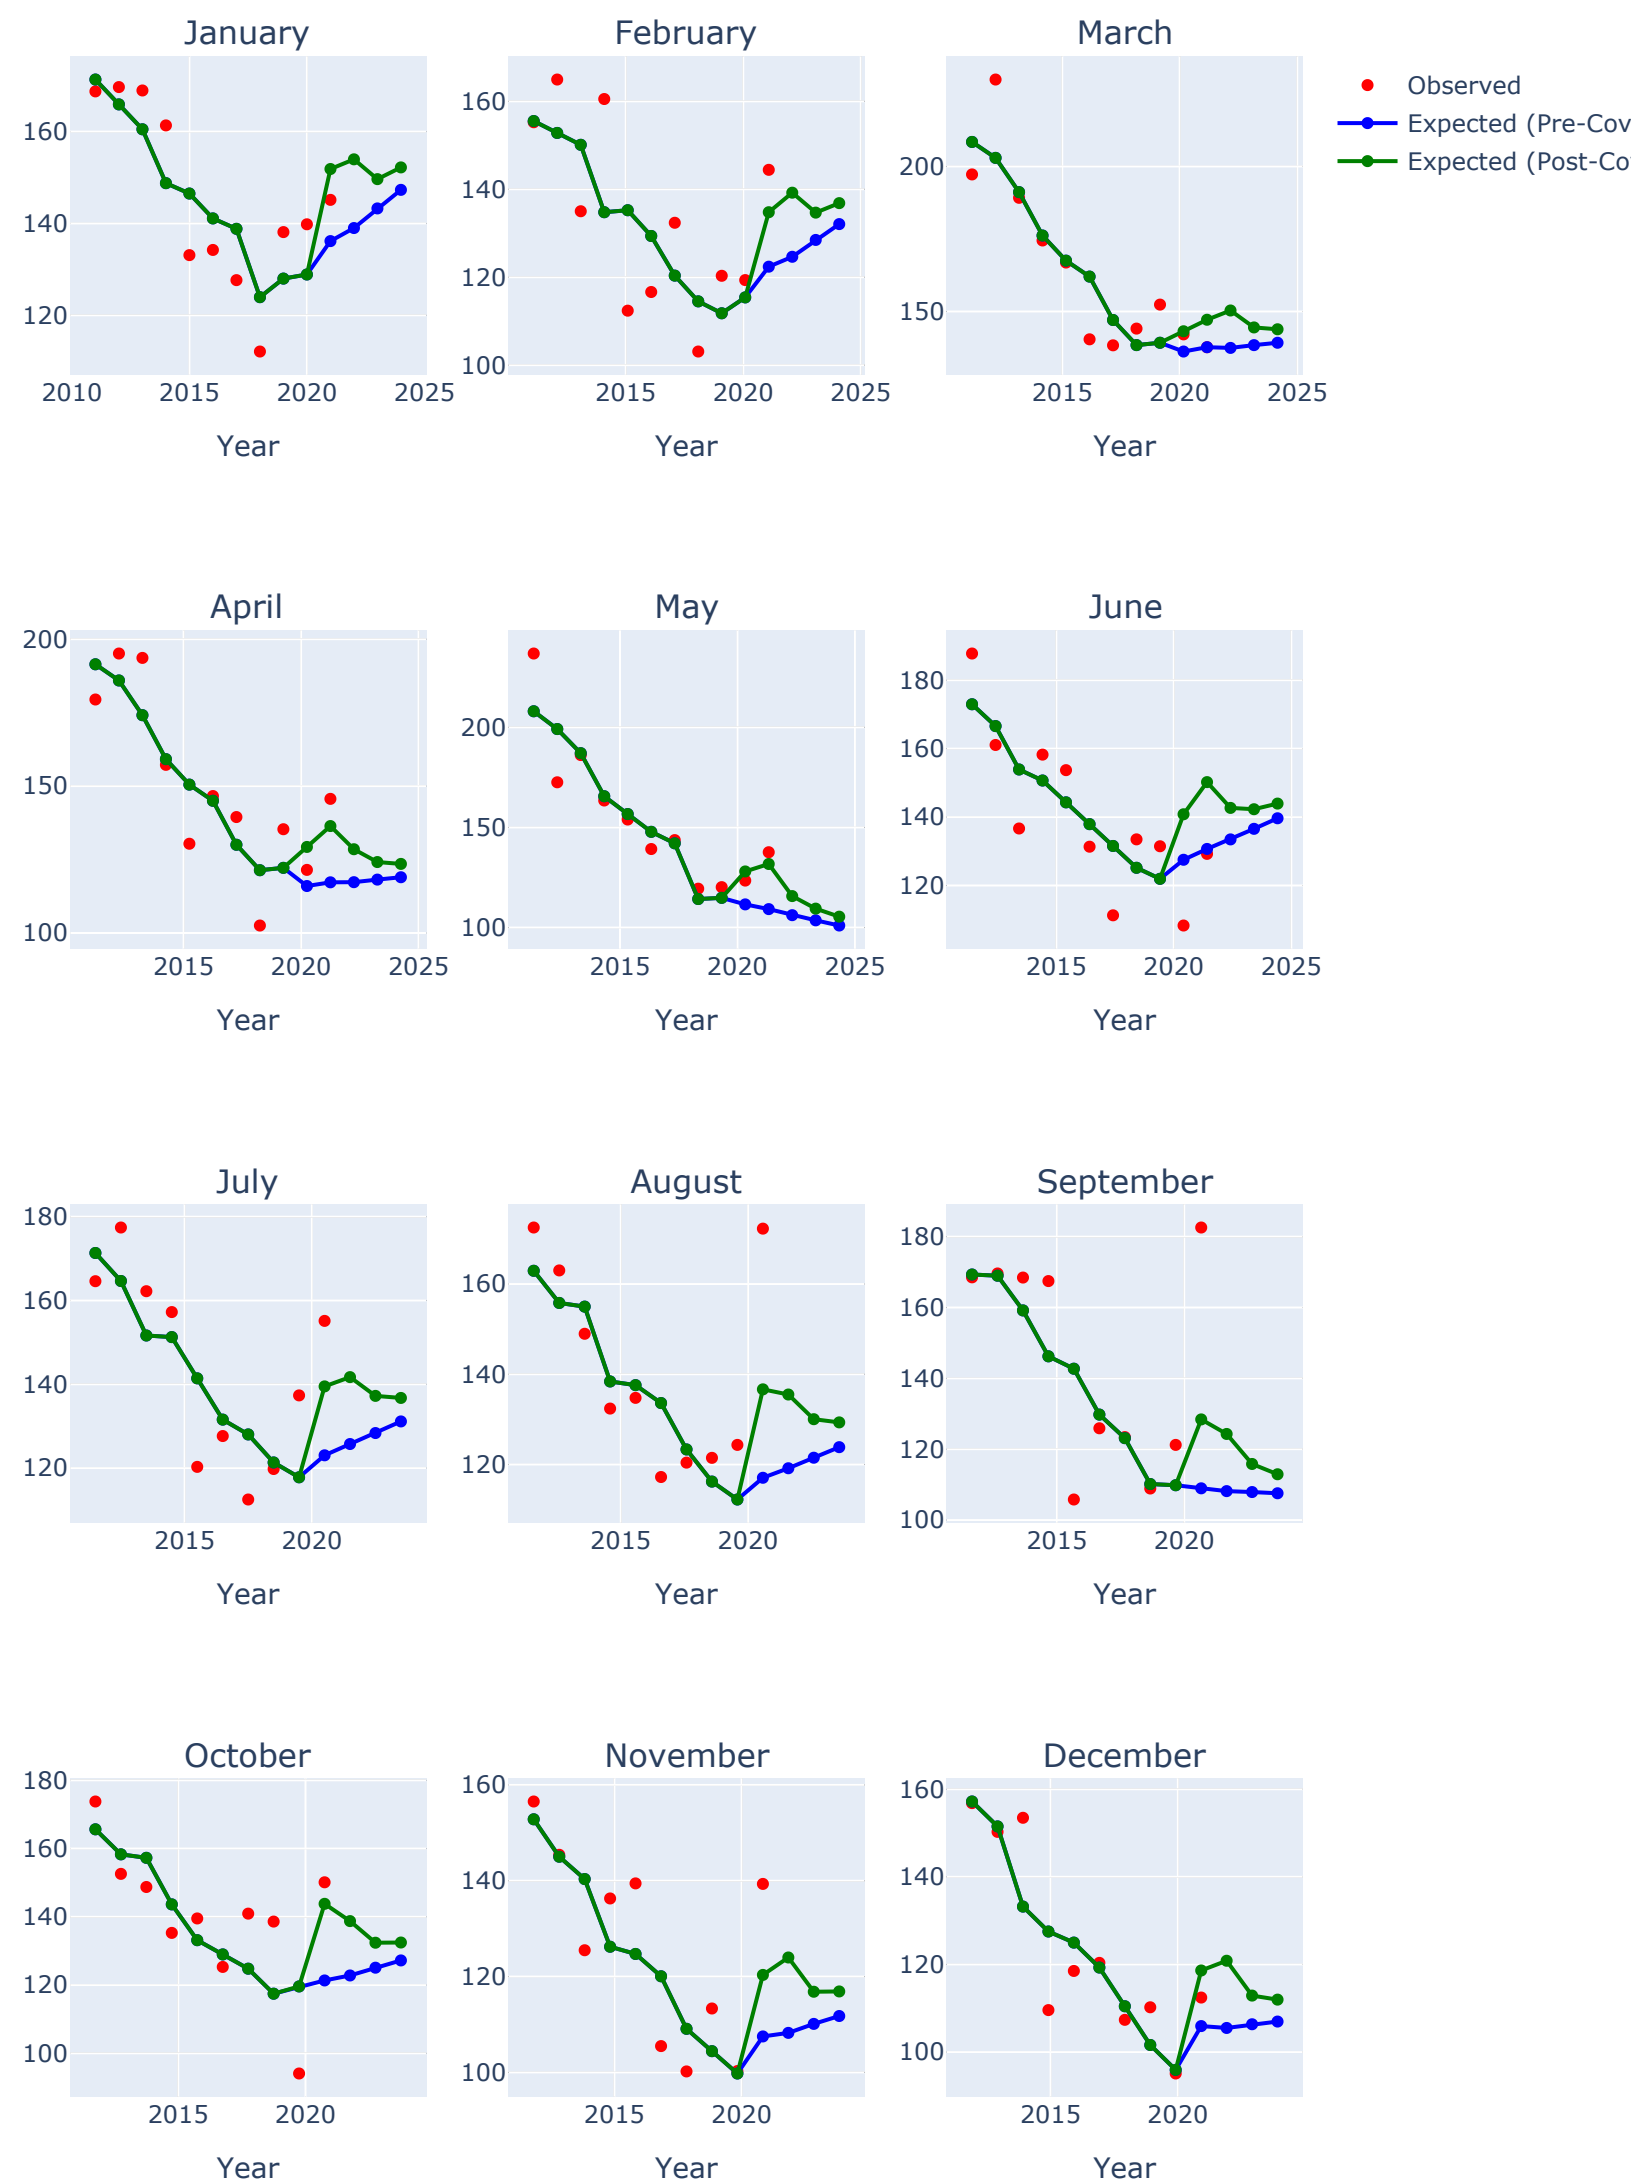 January
February
March
Observed
Expected (Pre-Cov
Expected (Post-Co
160
140
120
2010
2015
2020
2025
Year
160
140
120
100
2015
2020
2025
Year
200
150
2015
2020
2025
Year
April
May
June
200
150
100
2015
2020
2025
Year
200
150
100
2015
2020
2025
Year
180
160
140
120
2015
2020
2025
Year
July
August
September
180
160
140
120
2015
2020
Year
160
140
120
2015
2020
Year
180
160
140
120
100
2015
2020
Year
October
November
December
180
160
140
120
100
2015
2020
Year
160
140
120
100
2015
2020
Year
160
140
120
100
2015
2020
Year